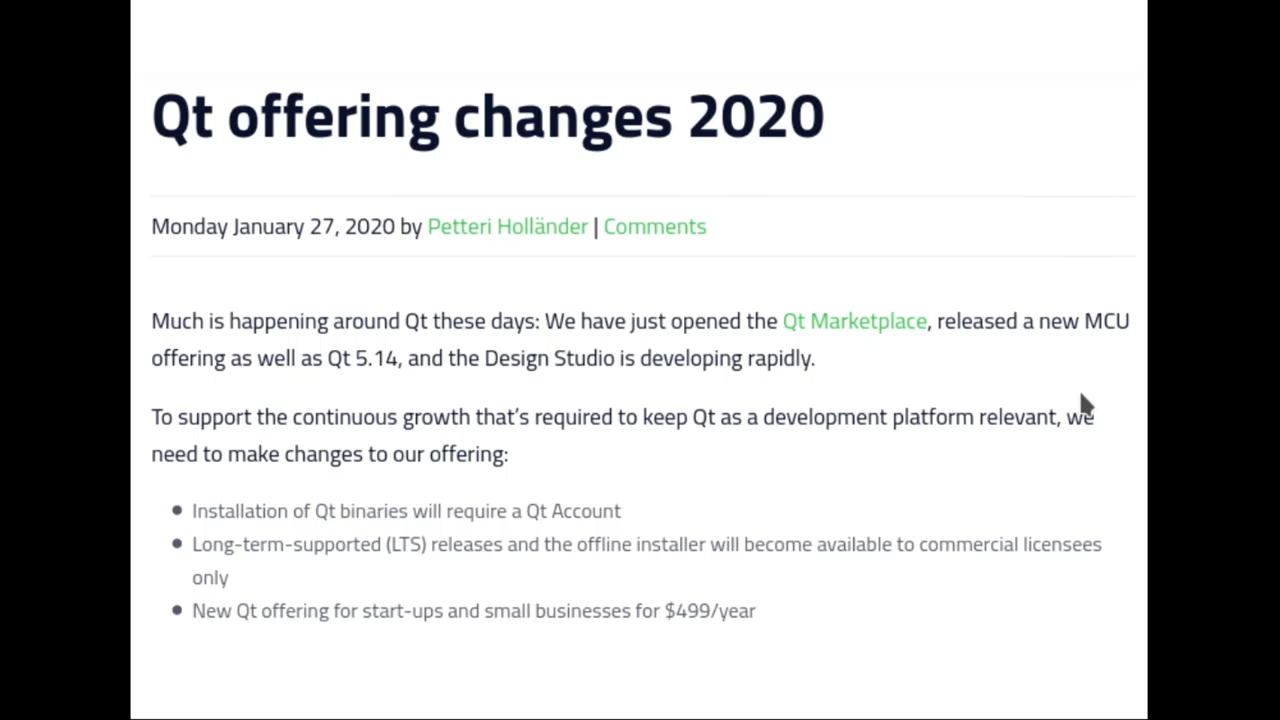 Qt offering changes 2020
Monday January 27, 2020 by Petteri Holländer | Comments
Much is happening around Qt these days: We have just opened the Qt Marketplace, released a new MCU
offering as well as Qt 5.14, and the Design Studio is developing rapidly.
To support the continuous growth that's required to keep Qt as a development platform relevant, we
need to make changes to our offering:
● Installation of Qt binaries will require a Qt Account
● Long-term-supported (LTS) releases and the offline installer will become available to commercial licensees
only
● New Qt offering for start-ups and small businesses for $499/year